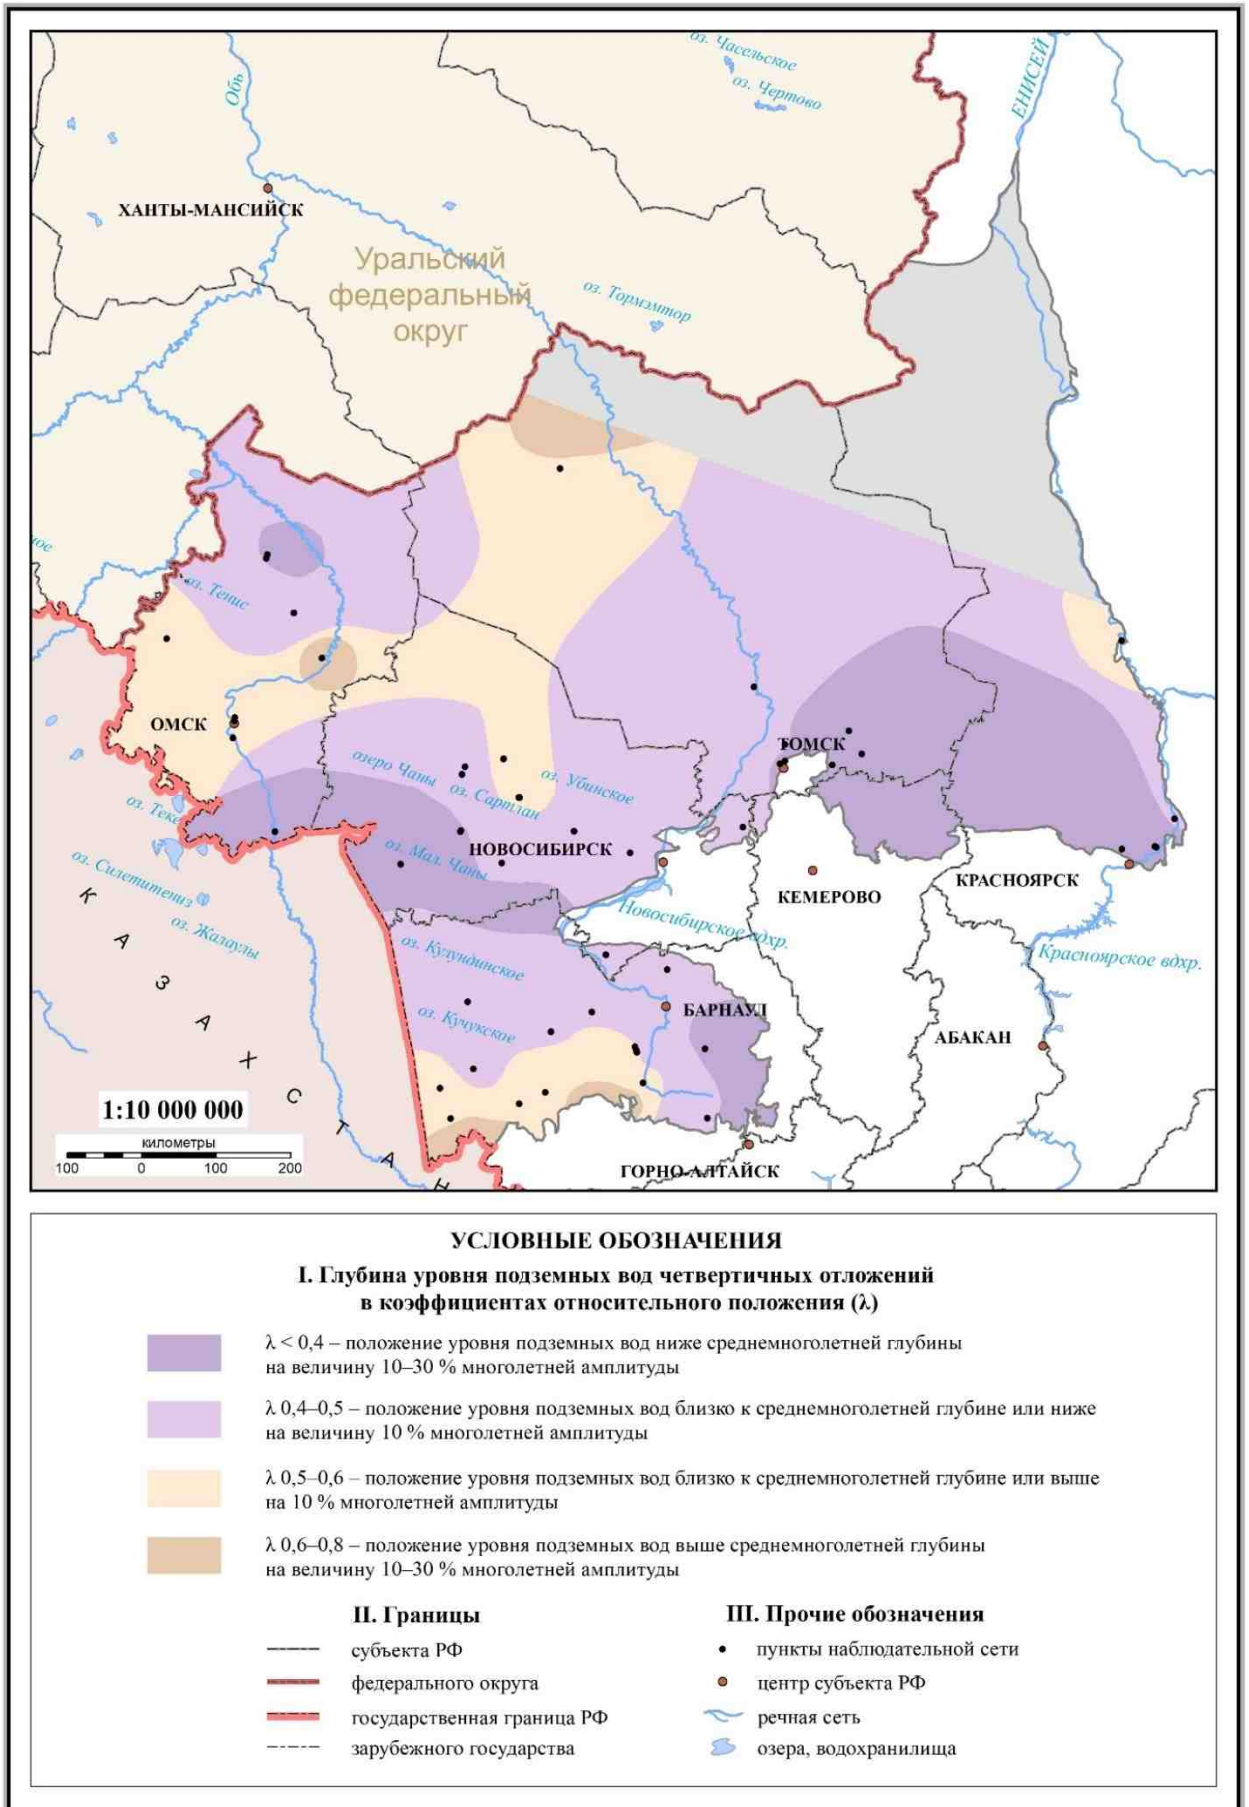 оз. Часельское
оз. Чертово
Обь
ЕНИСЕЙ
ХАНТЫ-МАНСИЙСК
Уральский
федеральный
округ
оз. Тормэмтор
ное
оз. Тенис
ОМСК
озеро Чаны
оз. Сартлан
оз. Убинское
ТОМСК
оз. Теке
оз. Мал. Чаны
НОВОСИБИРСК
оз. Силетитениз
КЕМЕРОВО
КРАСНОЯРСК
оз. Жалаулы
Новосибирское вдхр.
оз. Кулундинское
Красноярское вдхр.
оз. Кучукское
БАРНАУЛ
АБАКАН
К А З А Х С Т А Н
1:10 000 000
километры
100 0 100 200
ГОРНО-АЛТАЙСК
УСЛОВНЫЕ ОБОЗНАЧЕНИЯ
I. Глубина уровня подземных вод четвертичных отложений
в коэффициентах относительного положения (λ)
λ < 0,4 – положение уровня подземных вод ниже среднемноголетней глубины
на величину 10–30 % многолетней амплитуды
λ 0,4–0,5 – положение уровня подземных вод близко к среднемноголетней глубине или ниже
на величину 10 % многолетней амплитуды
λ 0,5–0,6 – положение уровня подземных вод близко к среднемноголетней глубине или выше
на 10 % многолетней амплитуды
λ 0,6–0,8 – положение уровня подземных вод выше среднемноголетней глубины
на величину 10–30 % многолетней амплитуды
II. Границы
субъекта РФ
федерального округа
государственная граница РФ
зарубежного государства
III. Прочие обозначения
пункты наблюдательной сети
центр субъекта РФ
речная сеть
озера, водохранилища